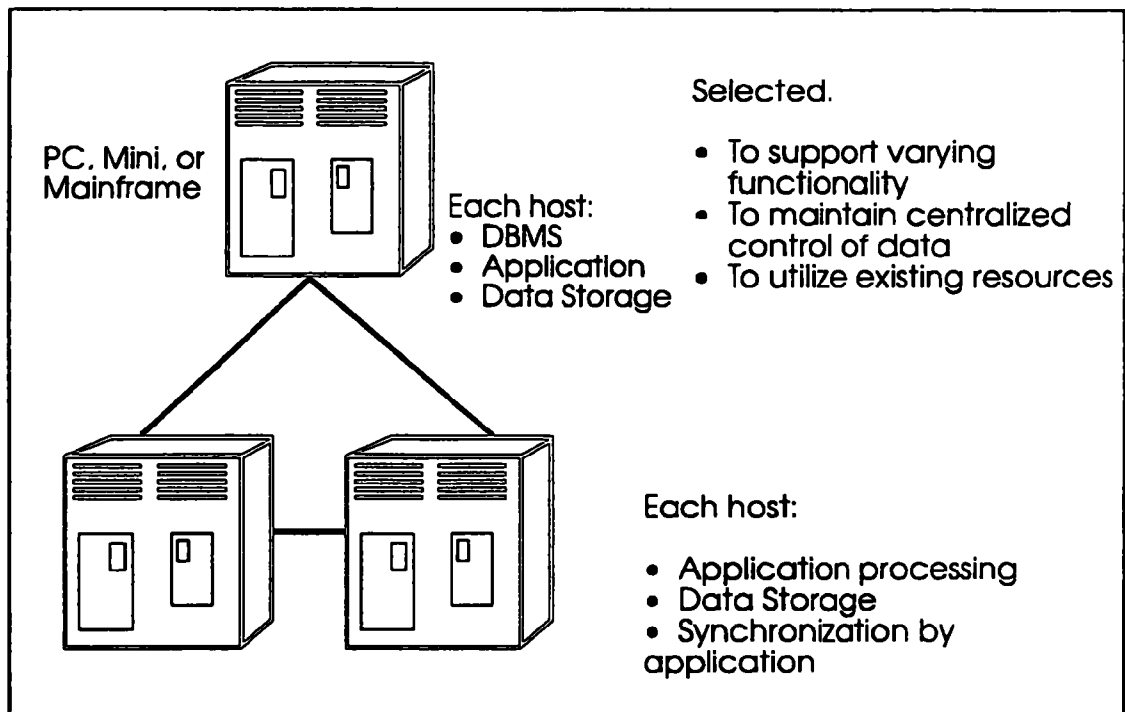 PC, Mini, or
Mainframe
Each host:
• DBMS
• Application
• Data Storage
Selected.
• To support varying
functionality
• To maintain centralized
control of data
• To utilize existing resources
Each host:
• Application processing
• Data Storage
• Synchronization by
application